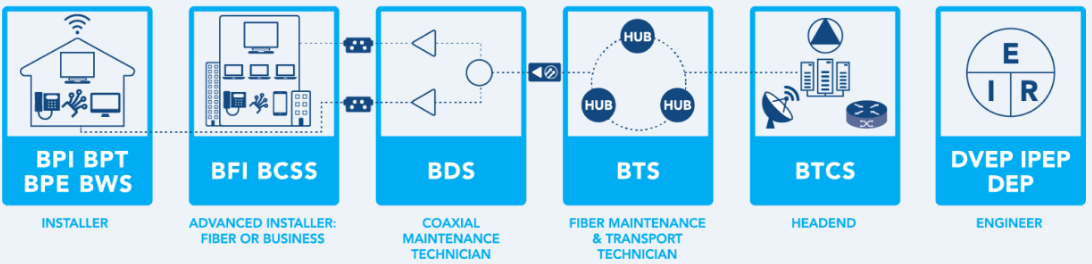 HUB
HUB
HUB
E
I
R
BPI BPT
BPE BWS
BFI BCSS
BDS
BTS
BTCS
DVEP IPEP
DEP
INSTALLER
ADVANCED INSTALLER:
FIBER OR BUSINESS
COAXIAL
MAINTENANCE
TECHNICIAN
FIBER MAINTENANCE
& TRANSPORT
TECHNICIAN
HEADEND
ENGINEER